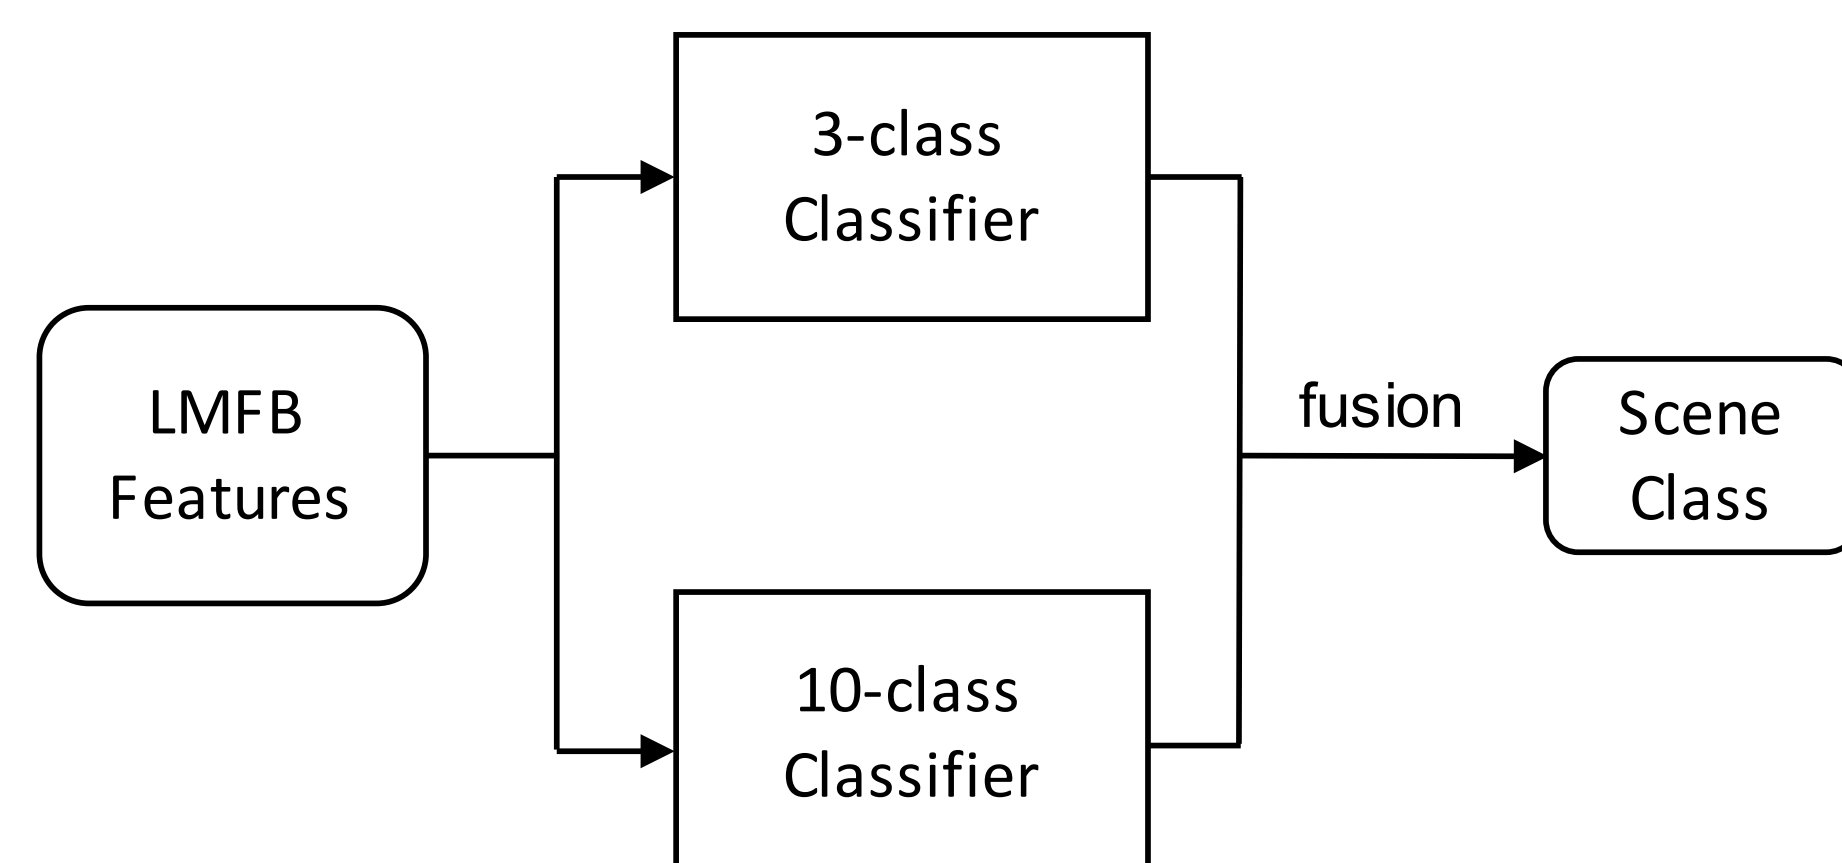 3-class
Classifier
LMFB
Features
fusion
Scene
Class
10-class
Classifier